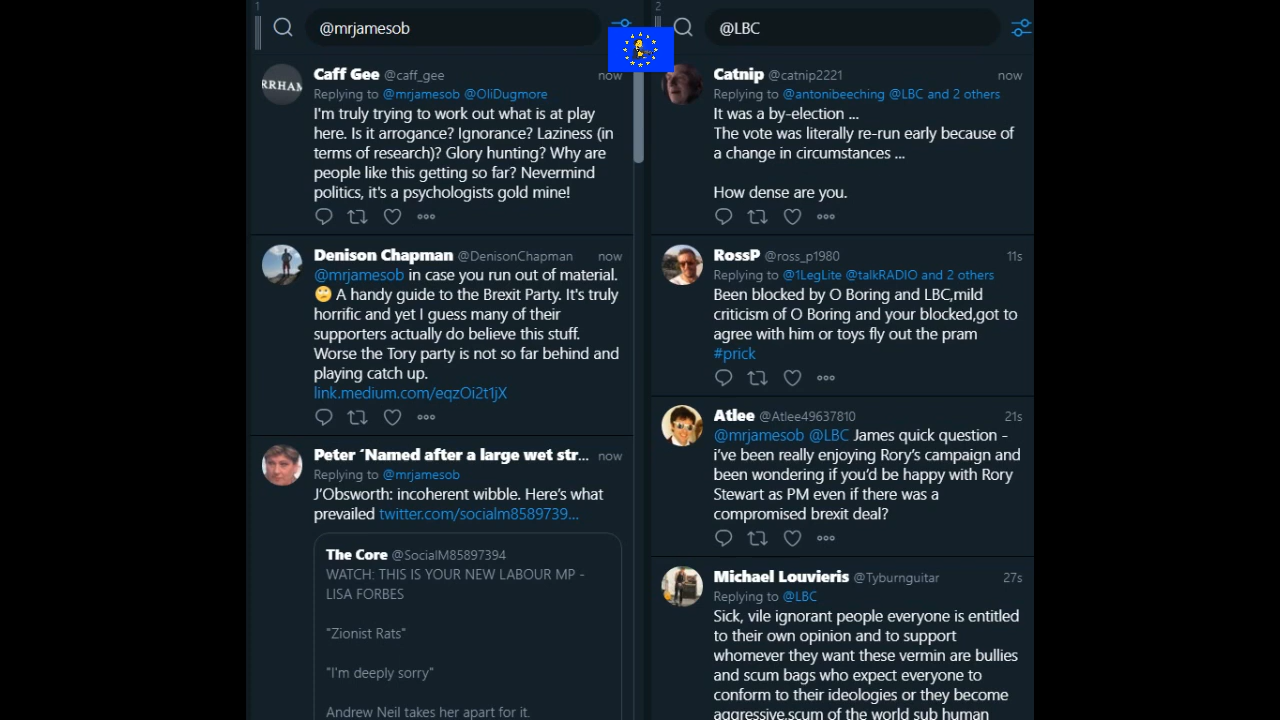 1
@mrjamesob
Caff Gee @caff_gee now
Replying to @mrjamesob @OliDugmore
I'm truly trying to work out what is at play
here. Is it arrogance? Ignorance? Laziness (in
terms of research)? Glory hunting? Why are
people like this getting so far? Nevermind
politics, it's a psychologists gold mine!
Denison Chapman @DenisonChapman now
@mrjamesob in case you run out of material.
🙄 A handy guide to the Brexit Party. It's truly
horrific and yet I guess many of their
supporters actually do believe this stuff.
Worse the Tory party is not so far behind and
playing catch up.
link.medium.com/eqzOi2t1jX
Peter ´Named after a large wet str... now
Replying to @mrjamesob
J'Obsworth: incoherent wibble. Here's what
prevailed twitter.com/socialm8589739...
The Core @SocialM85897394
WATCH: THIS IS YOUR NEW LABOUR MP -
LISA FORBES
"Zionist Rats"
"I'm deeply sorry"
Andrew Neil takes her apart for it.
2
@LBC
Catnip @catnip2221 now
Replying to @antonibeeching @LBC and 2 others
It was a by-election ...
The vote was literally re-run early because of
a change in circumstances ...
How dense are you.
RossP @ross_p1980 11s
Replying to @1LegLite @talkRADIO and 2 others
Been blocked by O Boring and LBC,mild
criticism of O Boring and your blocked,got to
agree with him or toys fly out the pram
#prick
Atlee @Atlee49637810 21s
@mrjamesob @LBC James quick question -
i've been really enjoying Rory's campaign and
been wondering if you'd be happy with Rory
Stewart as PM even if there was a
compromised brexit deal?
Michael Louvieris @Tyburnguitar 27s
Replying to @LBC
Sick, vile ignorant people everyone is entitled
to their own opinion and to support
whomever they want these vermin are bullies
and scum bags who expect everyone to
conform to their ideologies or they become
aggressive,scum of the world sub human